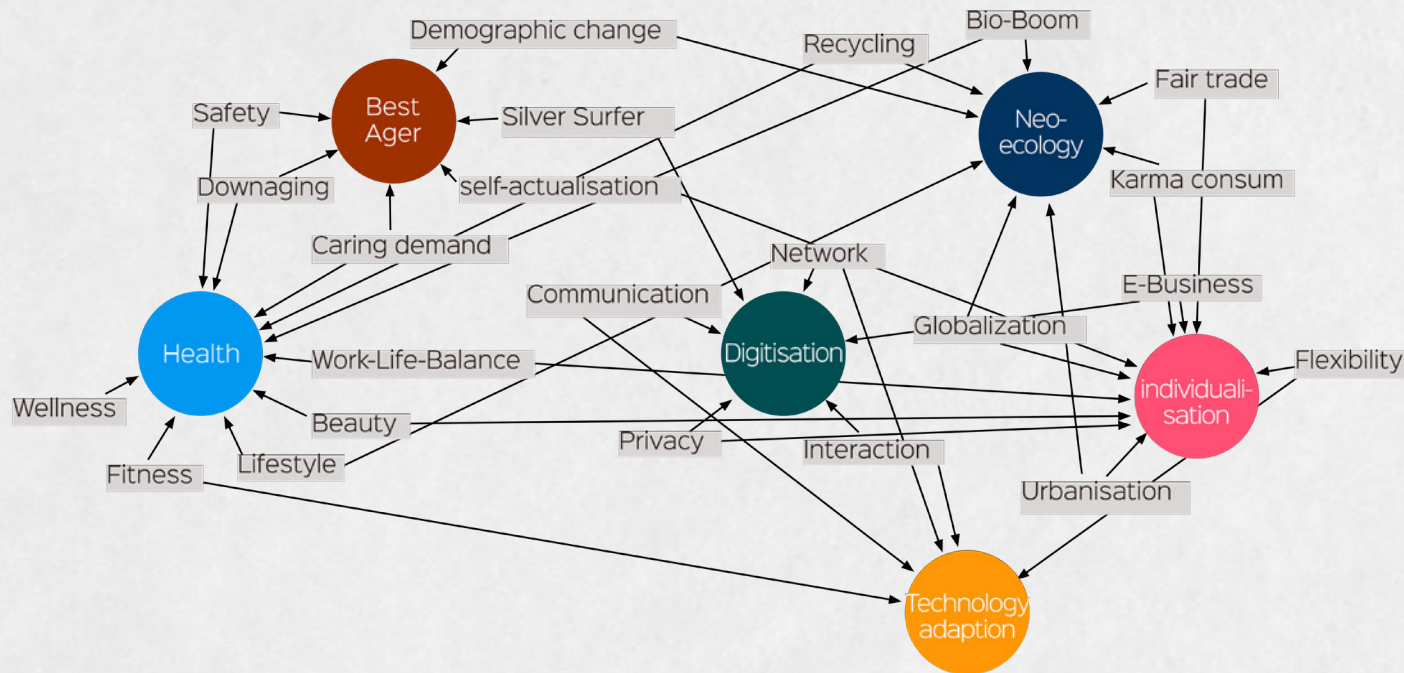 Bio-Boom
Demographic change
Recycling
Fair trade
Best
Ager
Safety
Silver Surfer
Neo-
ecology
Downaging
self-actualisation
Karma consum
Caring demand
Network
E-Business
Communication
Globalization
Health
Work-Life-Balance
Digitisation
Flexibility
individuali-
sation
Wellness
Beauty
Privacy
Interaction
Lifestyle
Fitness
Urbanisation
Technology
adaption